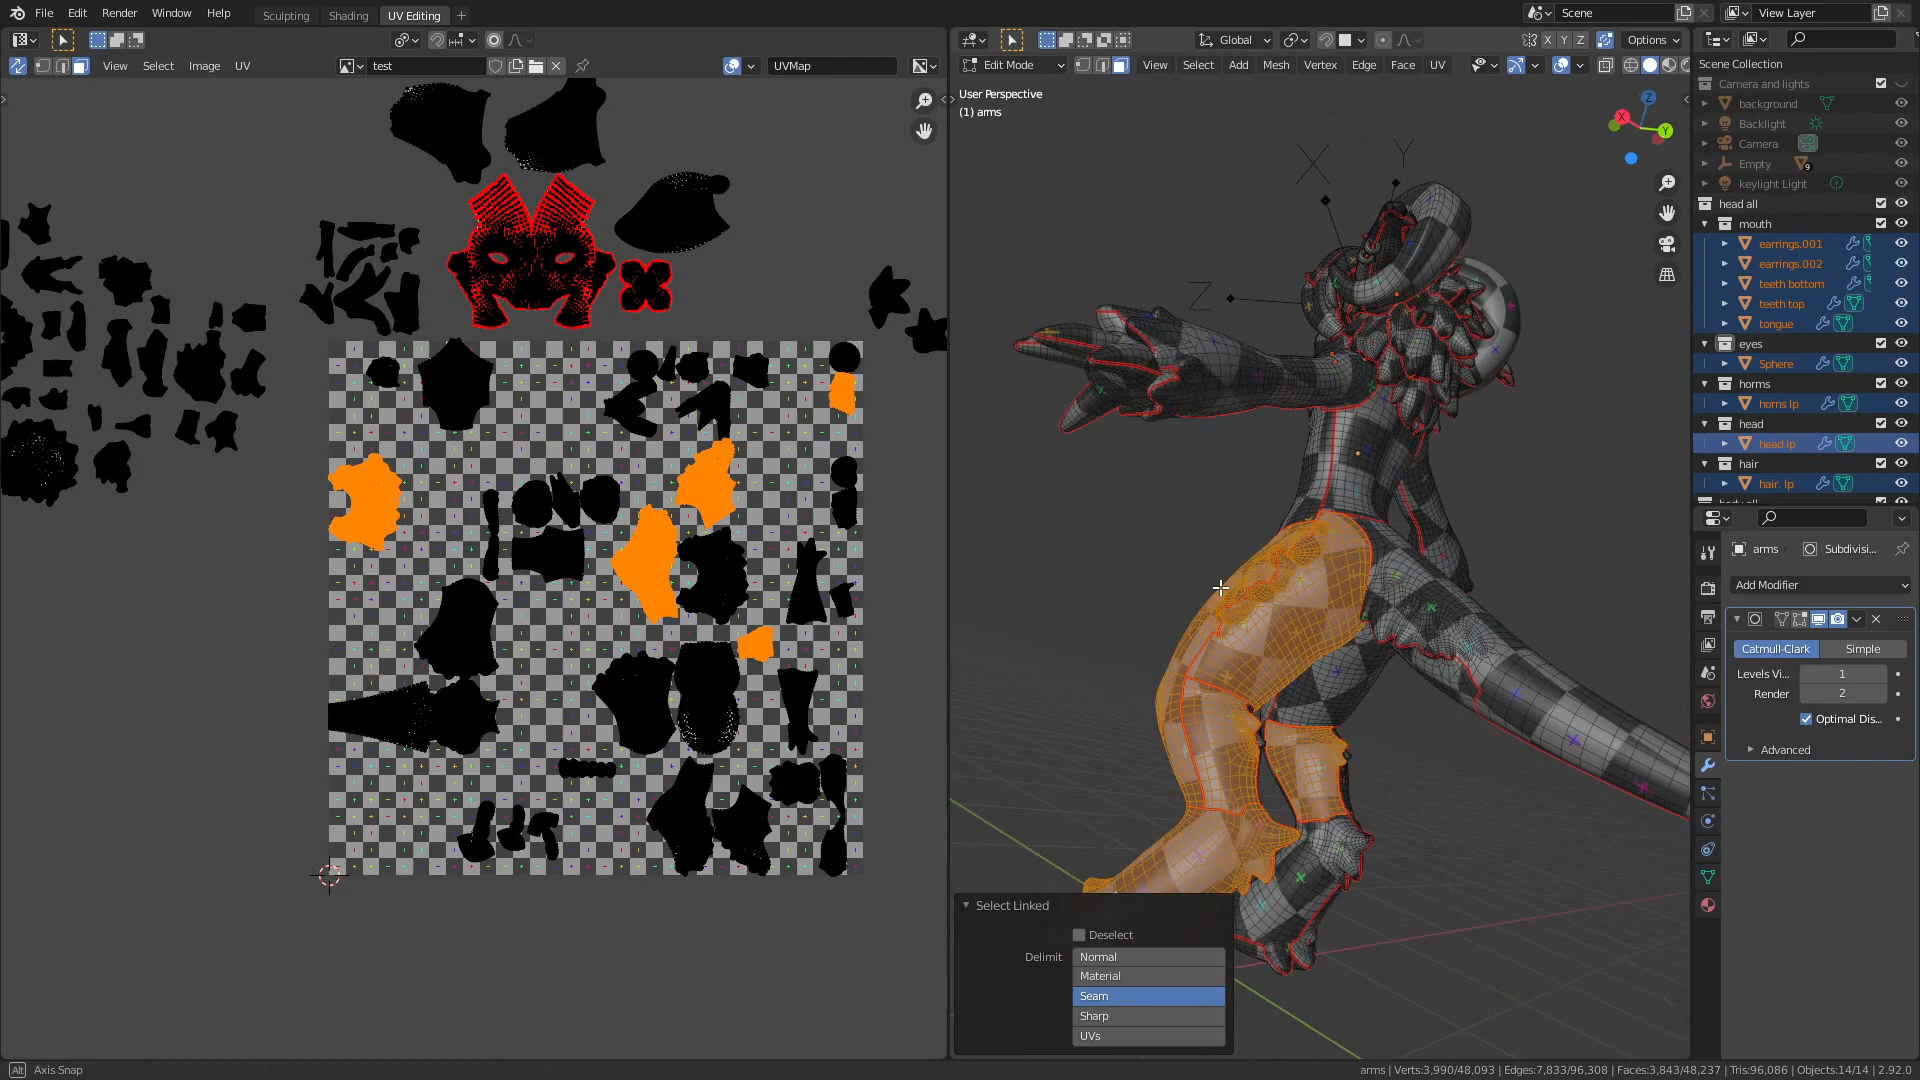 File Edit Render Window Help
Sculpting Shading UV Editing +
Scene
View Layer
Global
X Y Z
Options
View Select Image UV
test
UVMap
Edit Mode
View Select Add Mesh Vertex Edge Face UV
User Perspective
(1) arms
Z
X
Y
X
Y
Z
Scene Collection
Camera and lights
background
Backlight
Camera
Empty
9
keylight Light
head all
mouth
earrings.001
earrings.002
teeth bottom
teeth top
tongue
eyes
Sphere
horns
horns lp
head
head lp
hair
hair. lp
arms
Subdivisi...
Add Modifier
Catmull-Clark Simple
Levels Vi... 1
Render 2
Optimal Dis...
Advanced
Select Linked
Deselect
Delimit Normal
Material
Seam
Sharp
UVs
Alt Axis Snap
arms | Verts:3,990/48,093 | Edges:7,833/96,308 | Faces:3,843/48,237 | Tris:96,086 | Objects:14/14 | 2.92.0